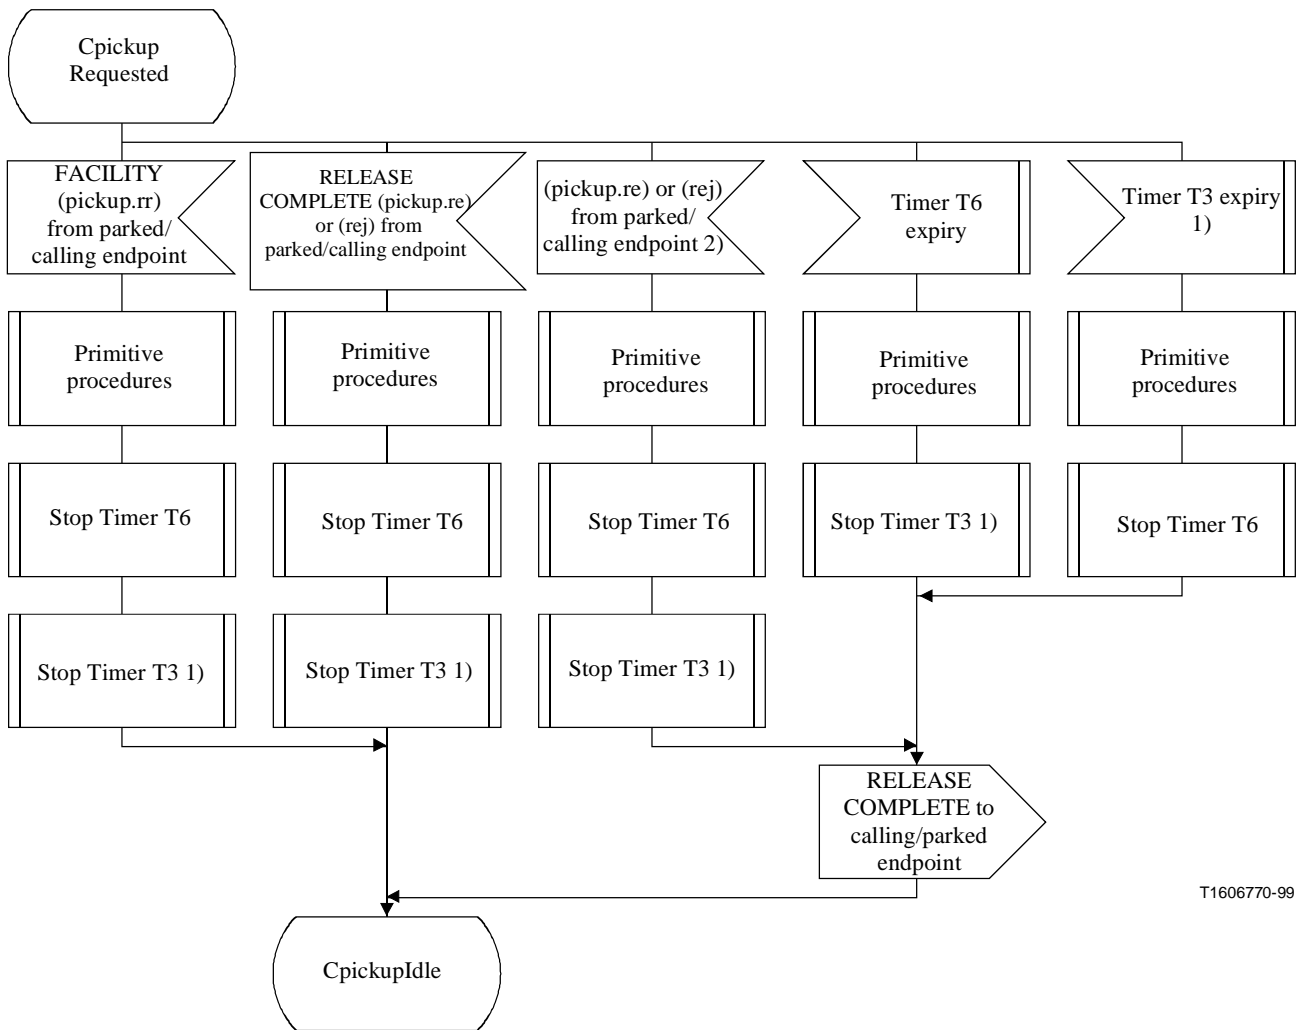 Cpickup
Requested
FACILITY
(pickup.rr)
from parked/
calling endpoint
RELEASE
COMPLETE (pickup.re)
or (rej) from
parked/calling endpoint
(pickup.re) or (rej)
from parked/
calling endpoint 2)
Timer T6
expiry
Timer T3 expiry
1)
Primitive
procedures
Primitive
procedures
Primitive
procedures
Primitive
procedures
Primitive
procedures
Stop Timer T6
Stop Timer T6
Stop Timer T6
Stop Timer T3 1)
Stop Timer T6
Stop Timer T3 1)
Stop Timer T3 1)
Stop Timer T3 1)
RELEASE
COMPLETE to
calling/parked
endpoint
T1606770-99
CpickupIdle